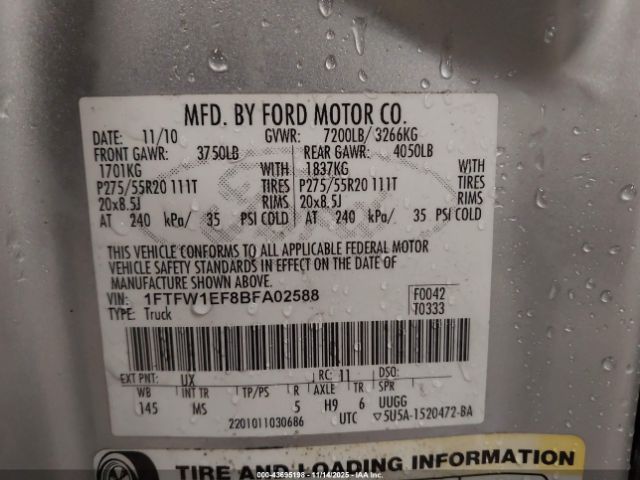 MFD. BY FORD MOTOR CO.
DATE: 11/10 GVWR: 7200LB/ 3266KG
FRONT GAWR: 3750LB REAR GAWR: 4050LB
1701KG WITH 1837KG WITH
P275/55R20 111T TIRES P275/55R20 111T TIRES
20x8.5J RIMS 20x8.5J RIMS
AT 240 kPa/ 35 PSI COLD AT 240 kPa/ 35 PSI COLD
THIS VEHICLE CONFORMS TO ALL APPLICABLE FEDERAL MOTOR
VEHICLE SAFETY STANDARDS IN EFFECT ON THE DATE OF
MANUFACTURE SHOWN ABOVE.
VIN: 1FTFW1EF8BFA02588 F0042
TYPE: Truck T0333
EXT PNT: UX RC: 11 DSO:
WB INT TR TP/PS R AXLE TR SPR
145 MS 5 H9 6 UUGG
2201011030686 UTC ▽5U5A-1520472-BA
TIRE AND LOADING INFORMATION
000-43695198 - 11/14/2025 - IAAI Inc.